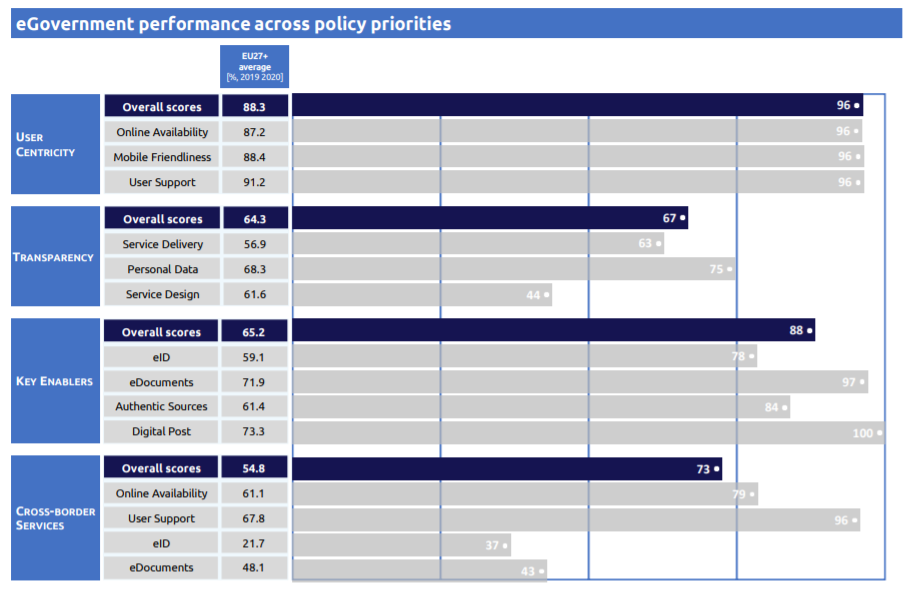 eGovernment performance across policy priorities
EU27+
average
[%, 2019 2020]
USER
CENTRICITY
Overall scores 88.3 96
Online Availability 87.2 96
Mobile Friendliness 88.4 96
User Support 91.2 96
TRANSPARENCY
Overall scores 64.3 67
Service Delivery 56.9 63
Personal Data 68.3 75
Service Design 61.6 44
KEY ENABLERS
Overall scores 65.2 88
eID 59.1 78
eDocuments 71.9 97
Authentic Sources 61.4 84
Digital Post 73.3 100
CROSS-BORDER
SERVICES
Overall scores 54.8 73
Online Availability 61.1 79
User Support 67.8 96
eID 21.7 37
eDocuments 48.1 43